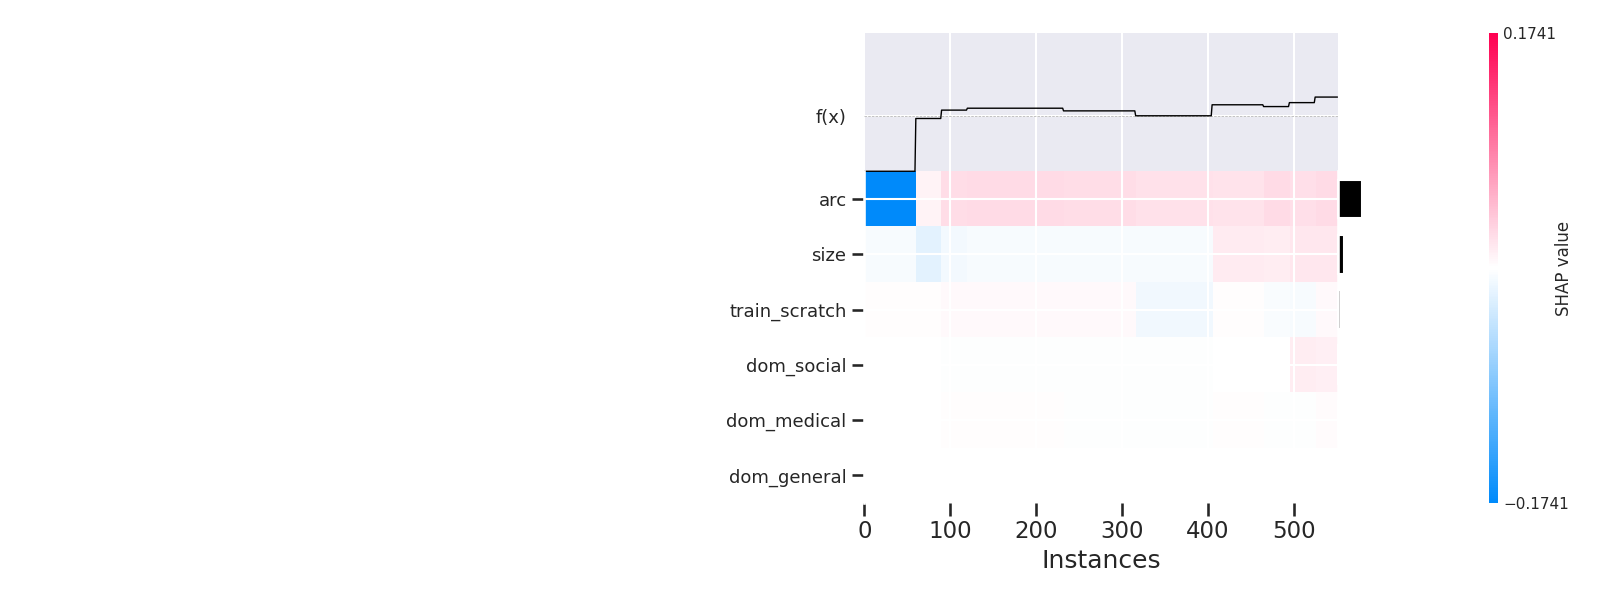 0.1741
f(x)
arc
size
train_scratch
dom_social
dom_medical
dom_general
0 100 200 300 400 500
Instances
SHAP value
−0.1741